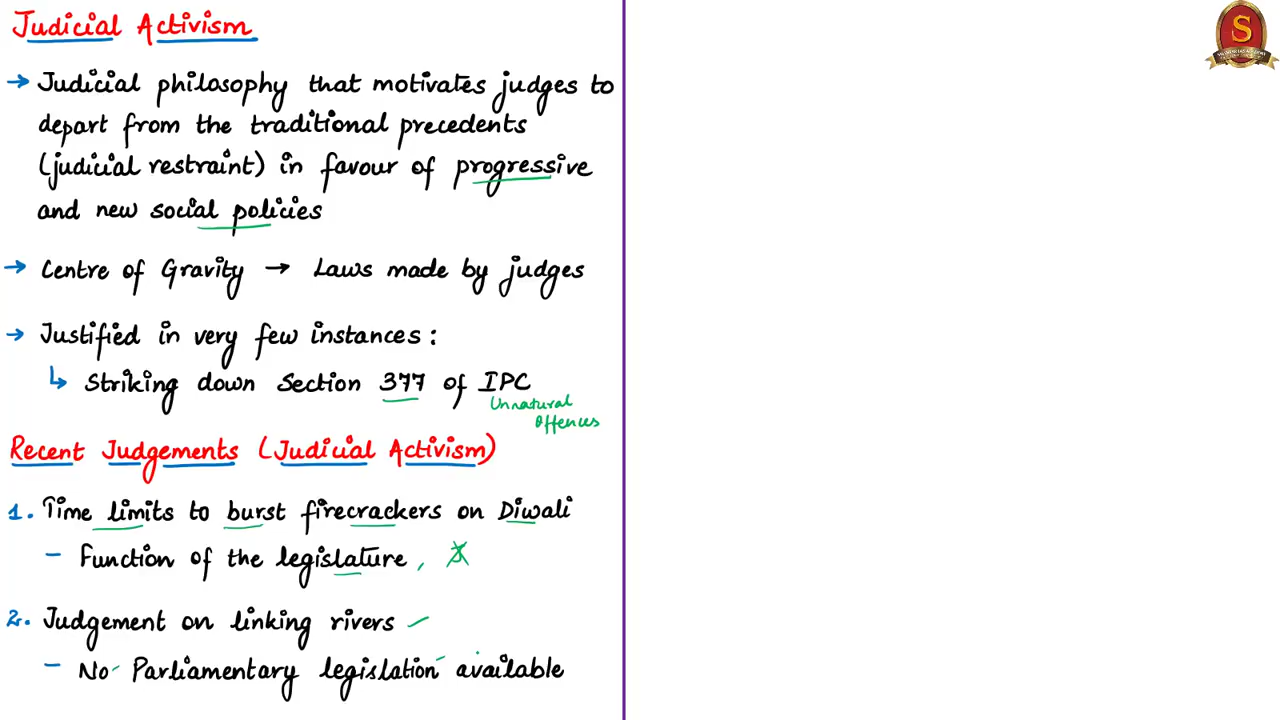 Judicial Activism
→ Judicial philosophy that motivates judges to
depart from the traditional precedents
(judicial restraint) in favour of progressive
and new social policies
→ Centre of Gravity → Laws made by judges
→ Justified in very few instances:
↳ Striking down Section 377 of IPC
Unnatural
Offences
Recent Judgements (Judicial Activism)
1. Time limits to burst firecrackers on Diwali
- Function of the legislature,
2. Judgement on linking rivers
- No Parliamentary legislation available
S